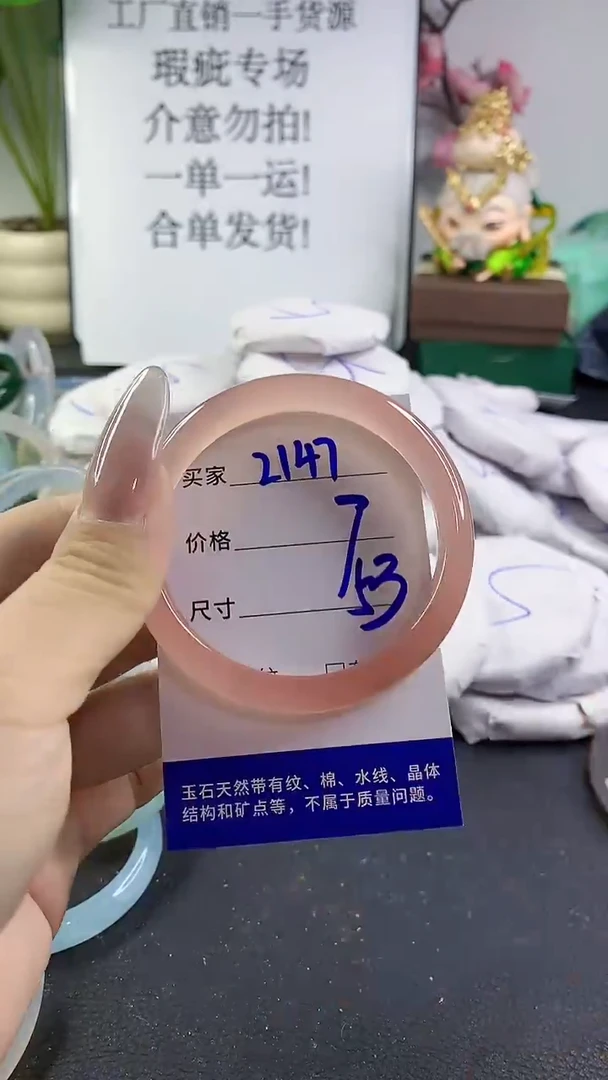 工厂直销一手货源
瑕疵专场
介意勿拍!
一单一运!
合单发货!
买家 2147
价格 7
尺寸 53
玉石天然带有纹、棉、水线、晶体
结构和矿点等，不属于质量问题。